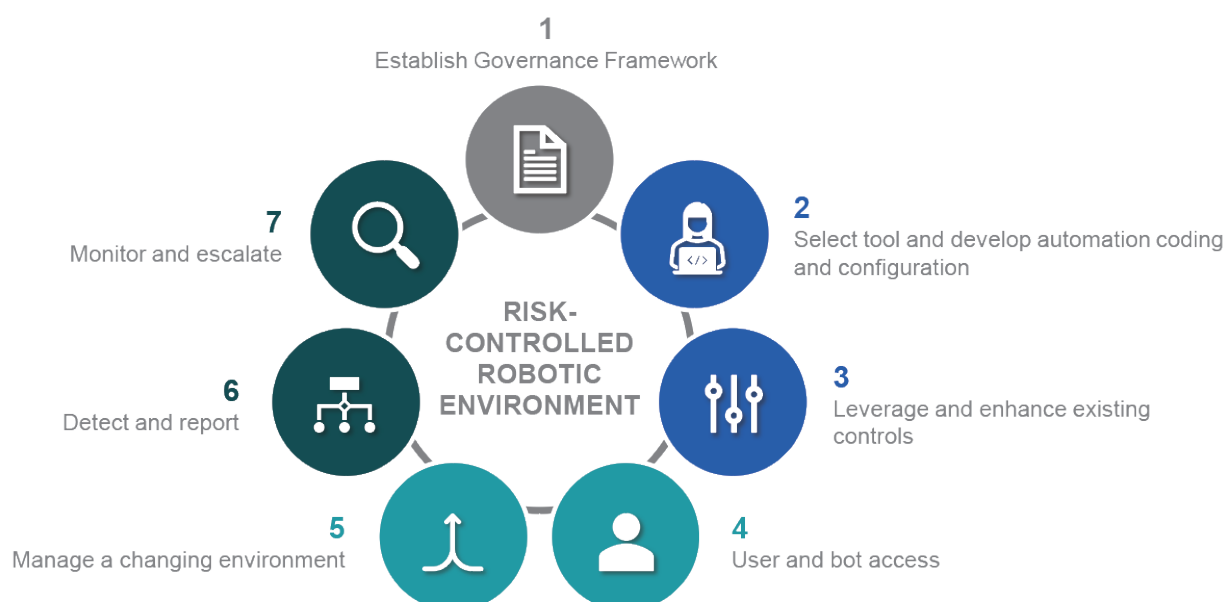 1
Establish Governance Framework
2
Select tool and develop automation coding
and configuration
3
Leverage and enhance existing
controls
4
User and bot access
5
Manage a changing environment
6
Detect and report
7
Monitor and escalate
RISK-
CONTROLLED
ROBOTIC
ENVIRONMENT
</>